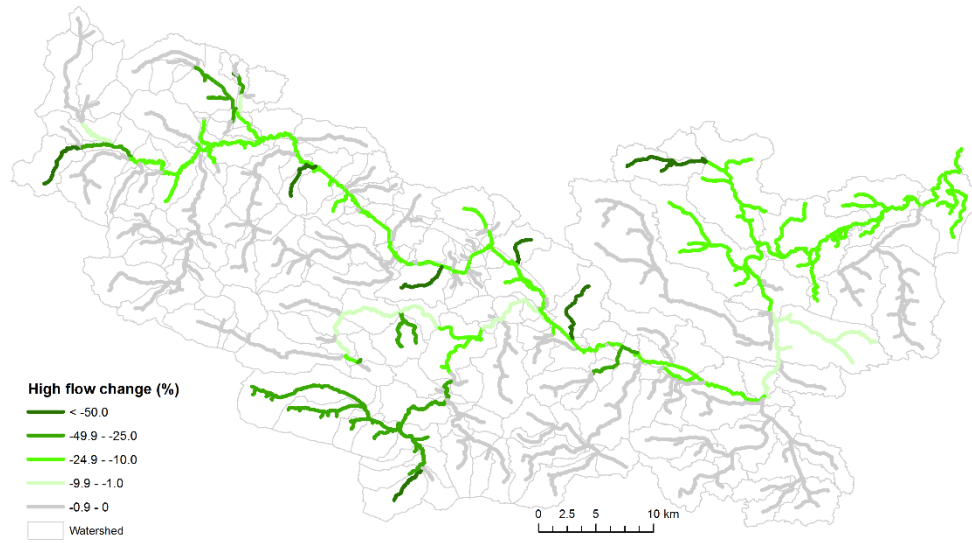 High flow change (%)
< -50.0
-49.9 - -25.0
-24.9 - -10.0
-9.9 - -1.0
-0.9 - 0
Watershed
0 2.5 5 10 km